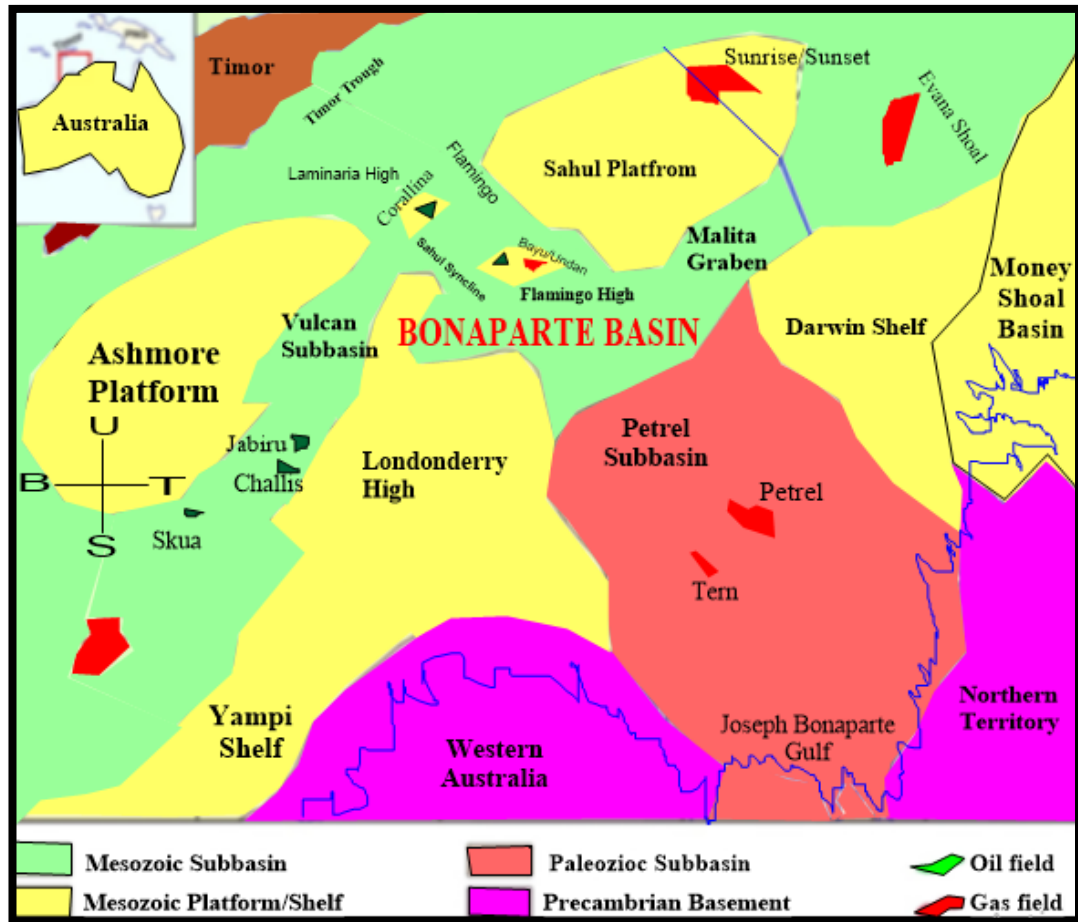 Timor
Australia
Timor
Timor Trough
Sunrise/Sunset
Evana Shoal
Laminaria High
Corallina
Flamingo
Sahul Platfrom
Bayu/Undan
Sahul Syncline
Flamingo High
Malita
Graben
Money
Shoal
Basin
Vulcan
Subbasin
BONAPARTE BASIN
Darwin Shelf
Ashmore
Platform
U
B
T
S
Jabiru
Challis
Skua
Londonderry
High
Petrel
Subbasin
Petrel
Tern
Yampi
Shelf
Western
Australia
Joseph Bonaparte
Gulf
Northern
Territory
Mesozoic Subbasin
Paleozioc Subbasin
Oil field
Mesozoic Platform/Shelf
Precambrian Basement
Gas field